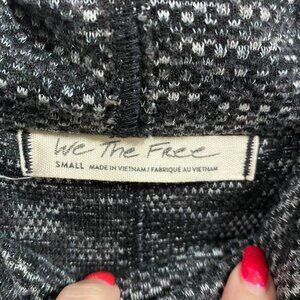 We The Free
SMALL MADE IN VIETNAM / FABRIQUÉ AU VIETNAM